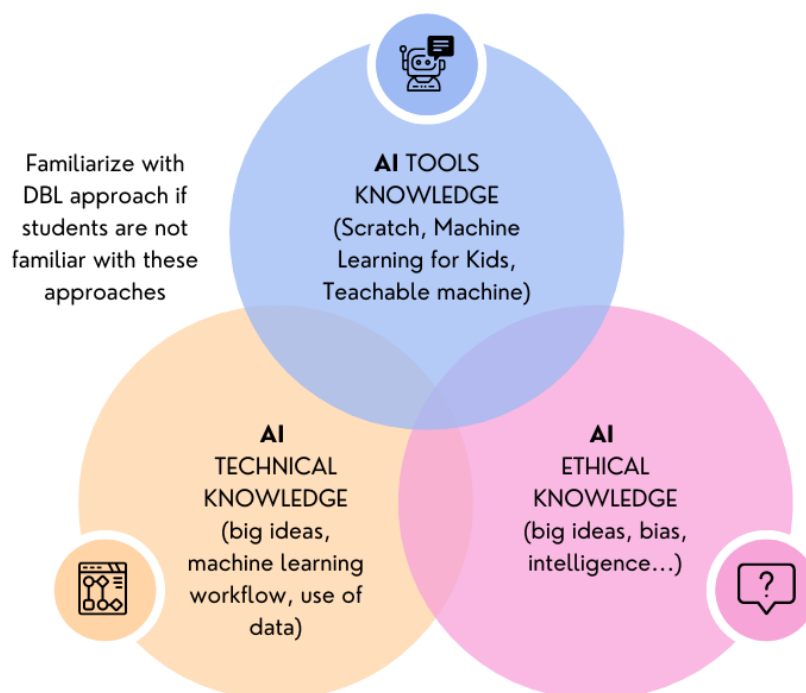 Familiarize with
DBL approach if
students are not
familiar with these
approaches
AI TOOLS
KNOWLEDGE
(Scratch, Machine
Learning for Kids,
Teachable machine)
AI
TECHNICAL
KNOWLEDGE
(big ideas,
machine learning
workflow, use of
data)
AI
ETHICAL
KNOWLEDGE
(big ideas, bias,
intelligence...)
?